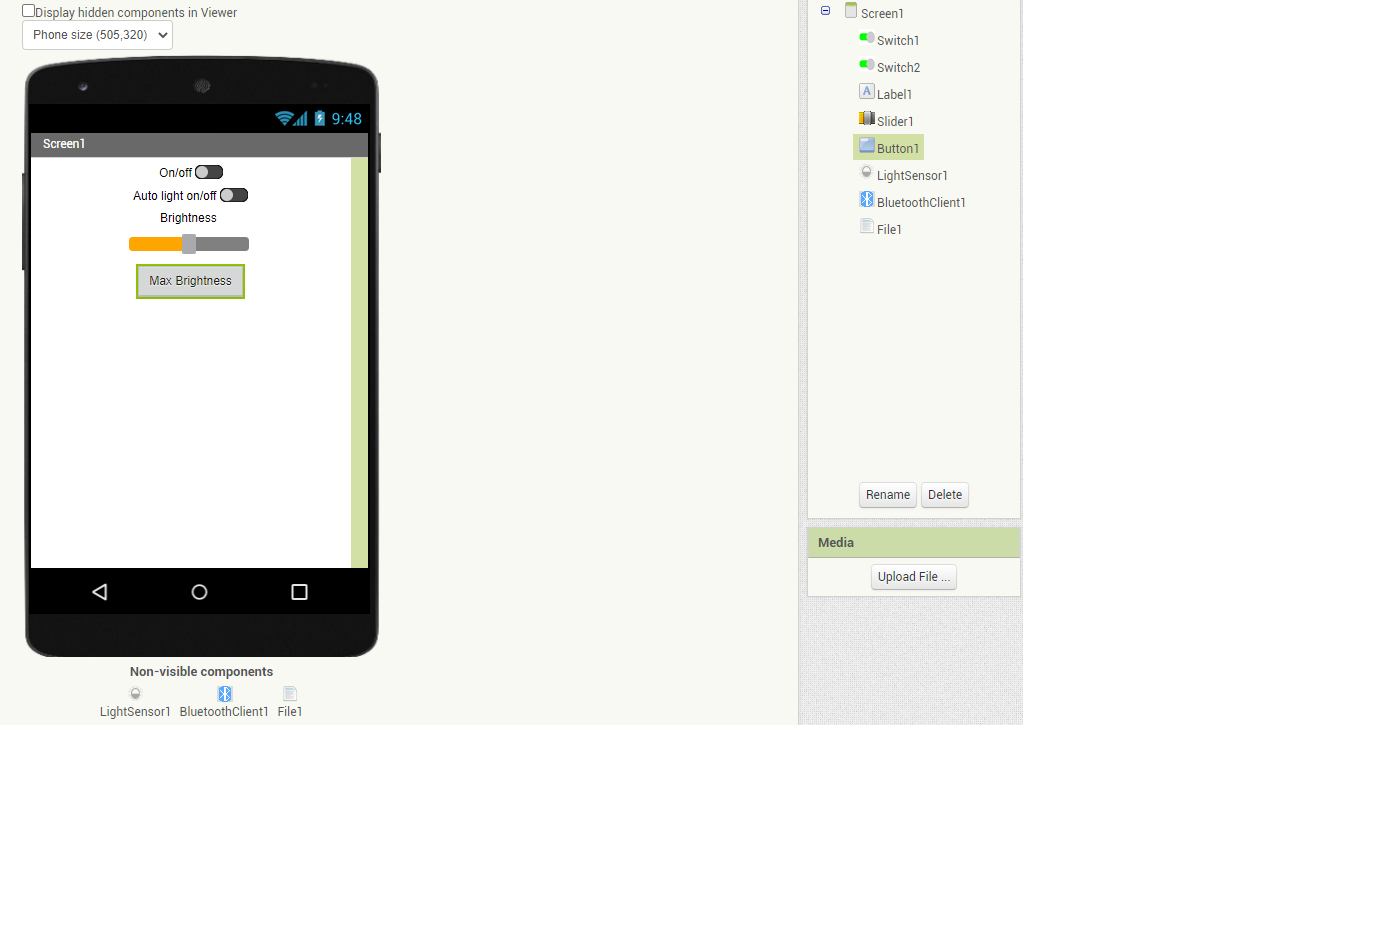 Display hidden components in Viewer
Phone size (505,320)
9:48
Screen1
On/off
Auto light on/off
Brightness
Max Brightness
Non-visible components
LightSensor1 BluetoothClient1 File1
Screen1
Switch1
Switch2
A Label1
Slider1
Button1
LightSensor1
BluetoothClient1
File1
Rename Delete
Media
Upload File ...